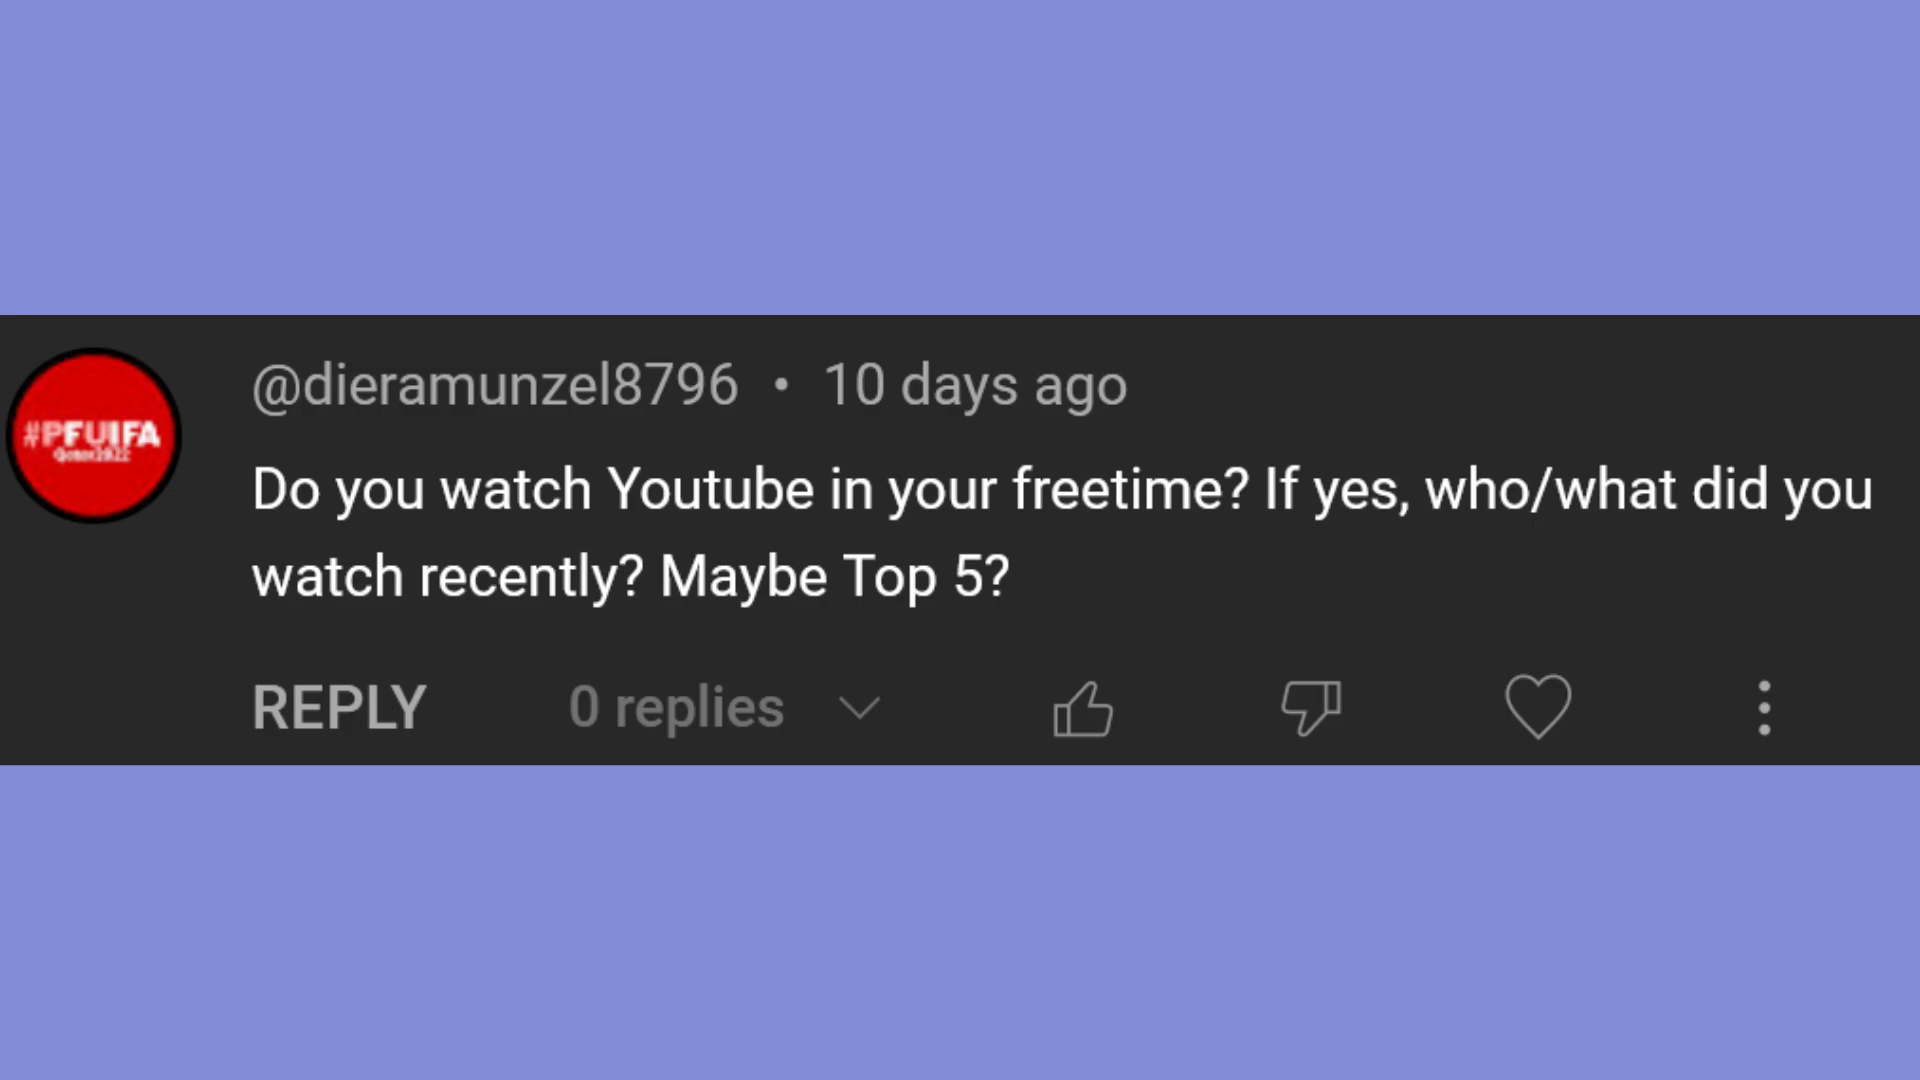 #PFUIFA
Qatar2022
@dieramunzel8796 • 10 days ago
Do you watch Youtube in your freetime? If yes, who/what did you
watch recently? Maybe Top 5?
REPLY 0 replies